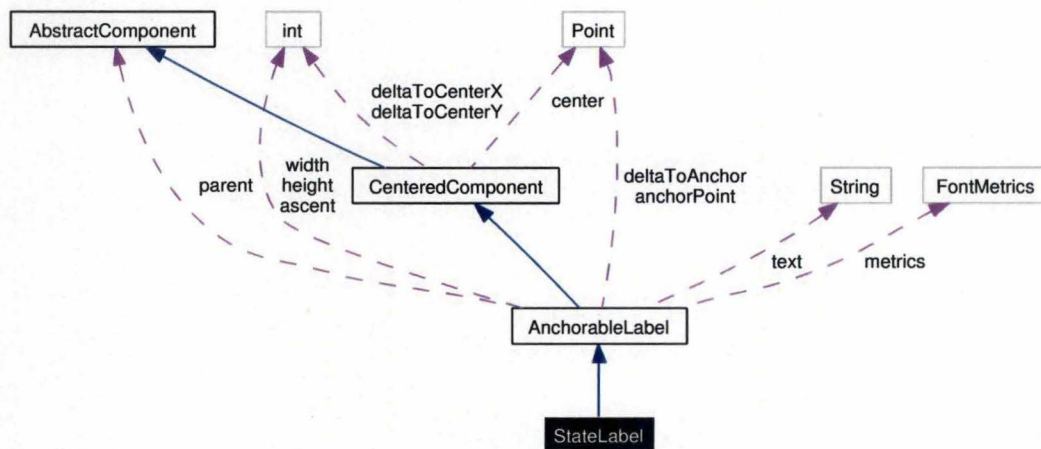 AbstractComponent
int
Point
deltaToCenterX
deltaToCenterY
center
parent
width
height
ascent
CenteredComponent
deltaToAnchor
anchorPoint
String
FontMetrics
text
metrics
AnchorableLabel
StateLabel